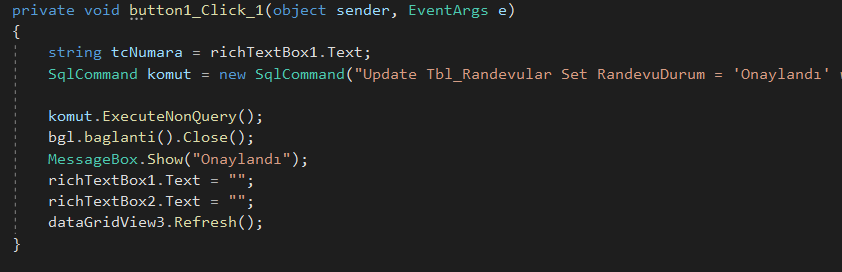 private void button1_Click_1(object sender, EventArgs e)
{
string tcNumara = richTextBox1.Text;
SqlCommand komut = new SqlCommand("Update Tbl_Randevular Set RandevuDurum = 'Onaylandı'
komut.ExecuteNonQuery();
bgl.baglanti().Close();
MessageBox.Show("Onaylandı");
richTextBox1.Text = "";
richTextBox2.Text = "";
dataGridView3.Refresh();
}